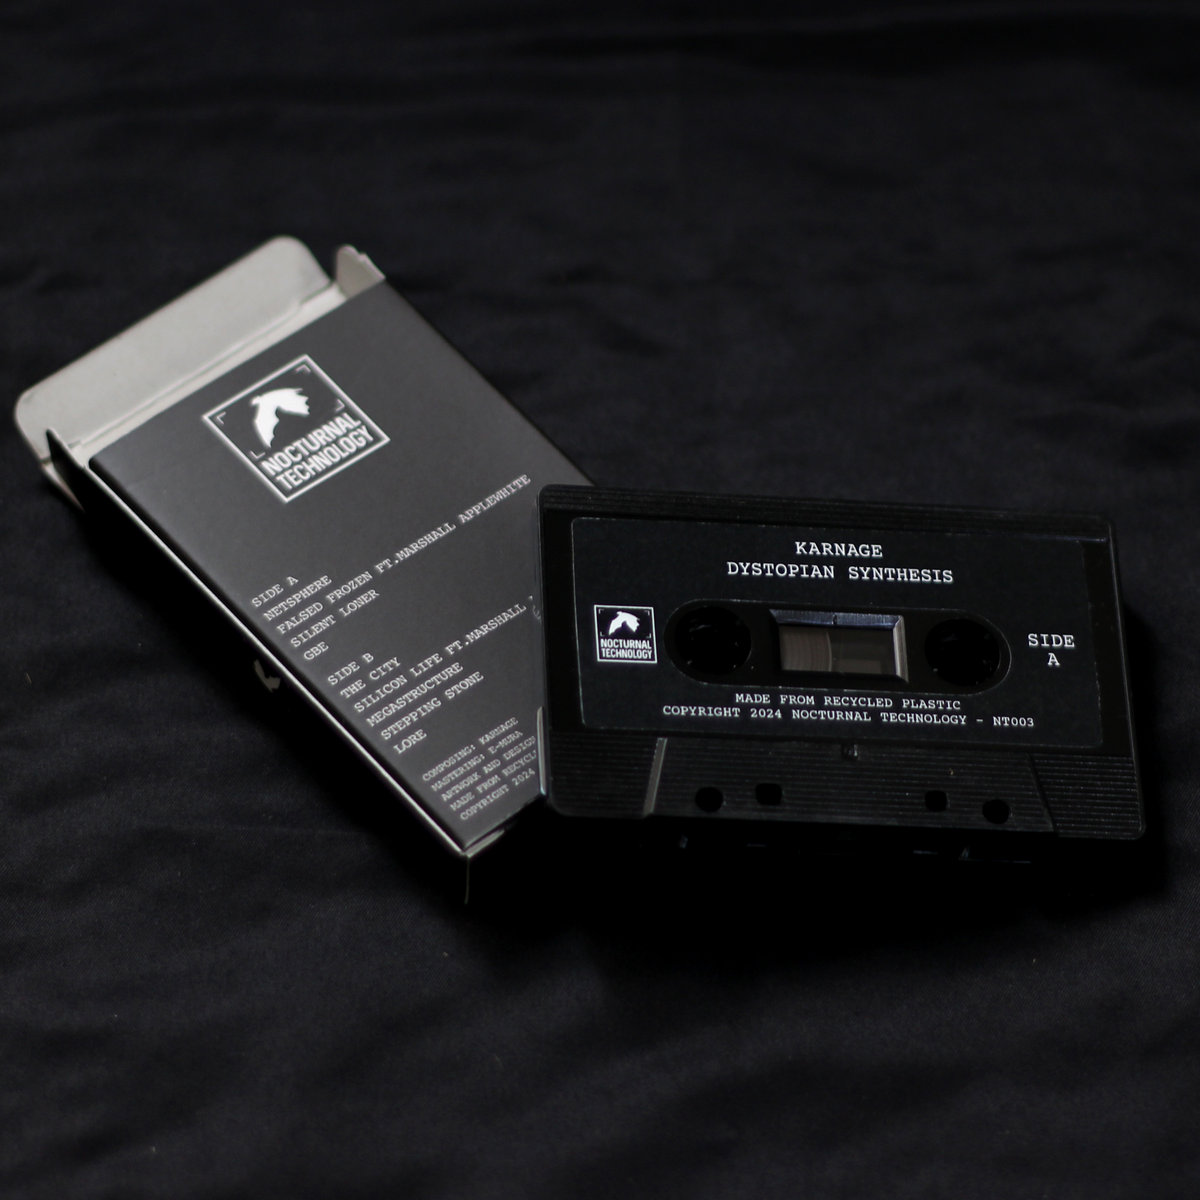 NOCTURNAL
TECHNOLOGY
SIDE A
NETSPHERE
FALSED FROZEN FT.MARSHALL APPLEWHITE
SILENT LONER
GBE
SIDE B
THE CITY
SILICON LIFE FT.MARSHALL
MEGASTRUCTURE
STEPPING STONE
LORE
COMPOSING: KARNAGE
MASTERING: E-MURA
ARTWORK AND DESIGN
MADE FROM
COPYRIGHT 2024
KARNAGE
DYSTOPIAN SYNTHESIS
NOCTURNAL
TECHNOLOGY
SIDE
A
MADE FROM RECYCLED PLASTIC
COPYRIGHT 2024 NOCTURNAL TECHNOLOGY - NT003